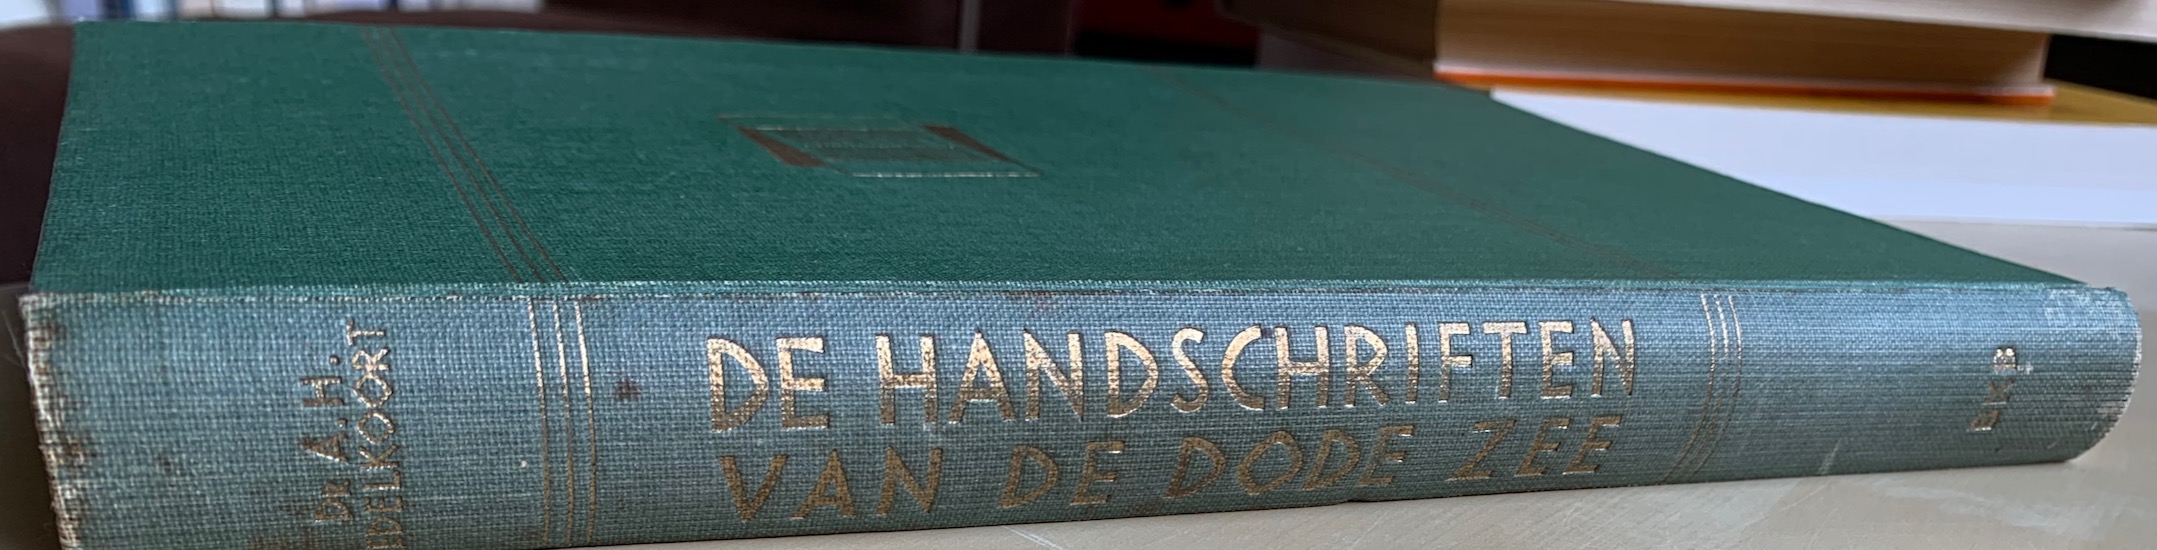 DR A. H.
EDELKOORT
DE HANDSCHRIFTEN
VAN DE DODE ZEE